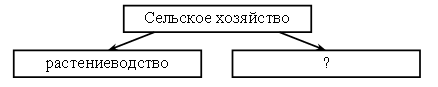 Сельское хозяйство
растениеводство
?